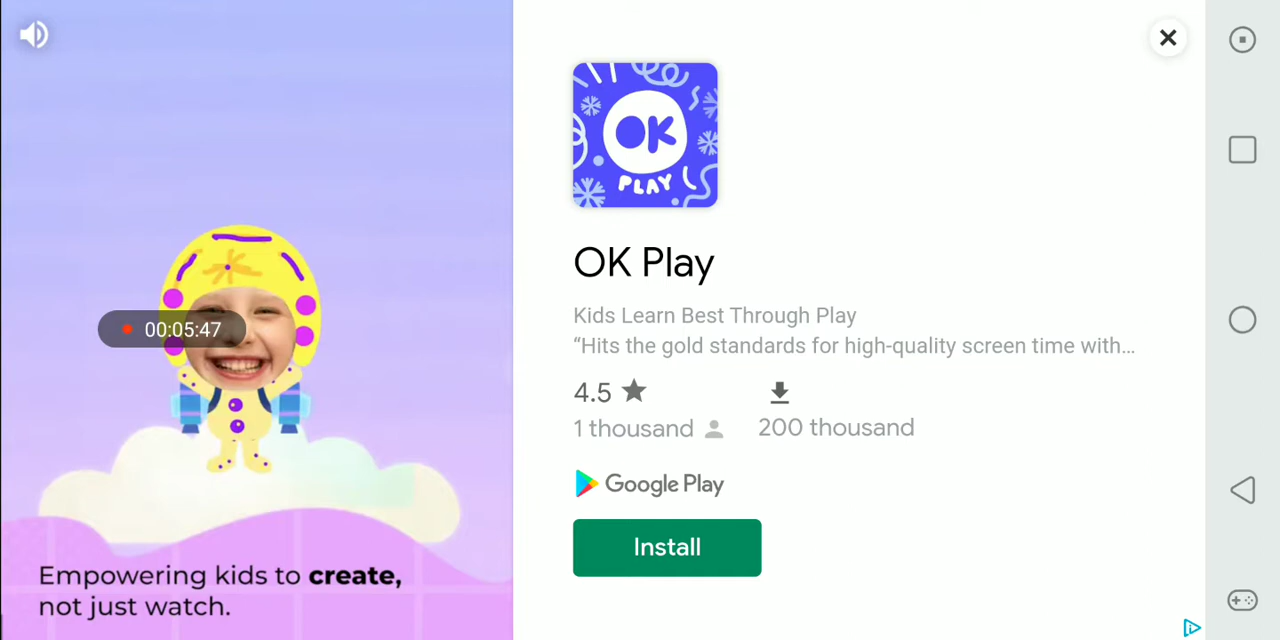 OK
PLAY
OK Play
Kids Learn Best Through Play
“Hits the gold standards for high-quality screen time with...
4.5
1 thousand
200 thousand
Google Play
Install
00:05:47
Empowering kids to create,
not just watch.